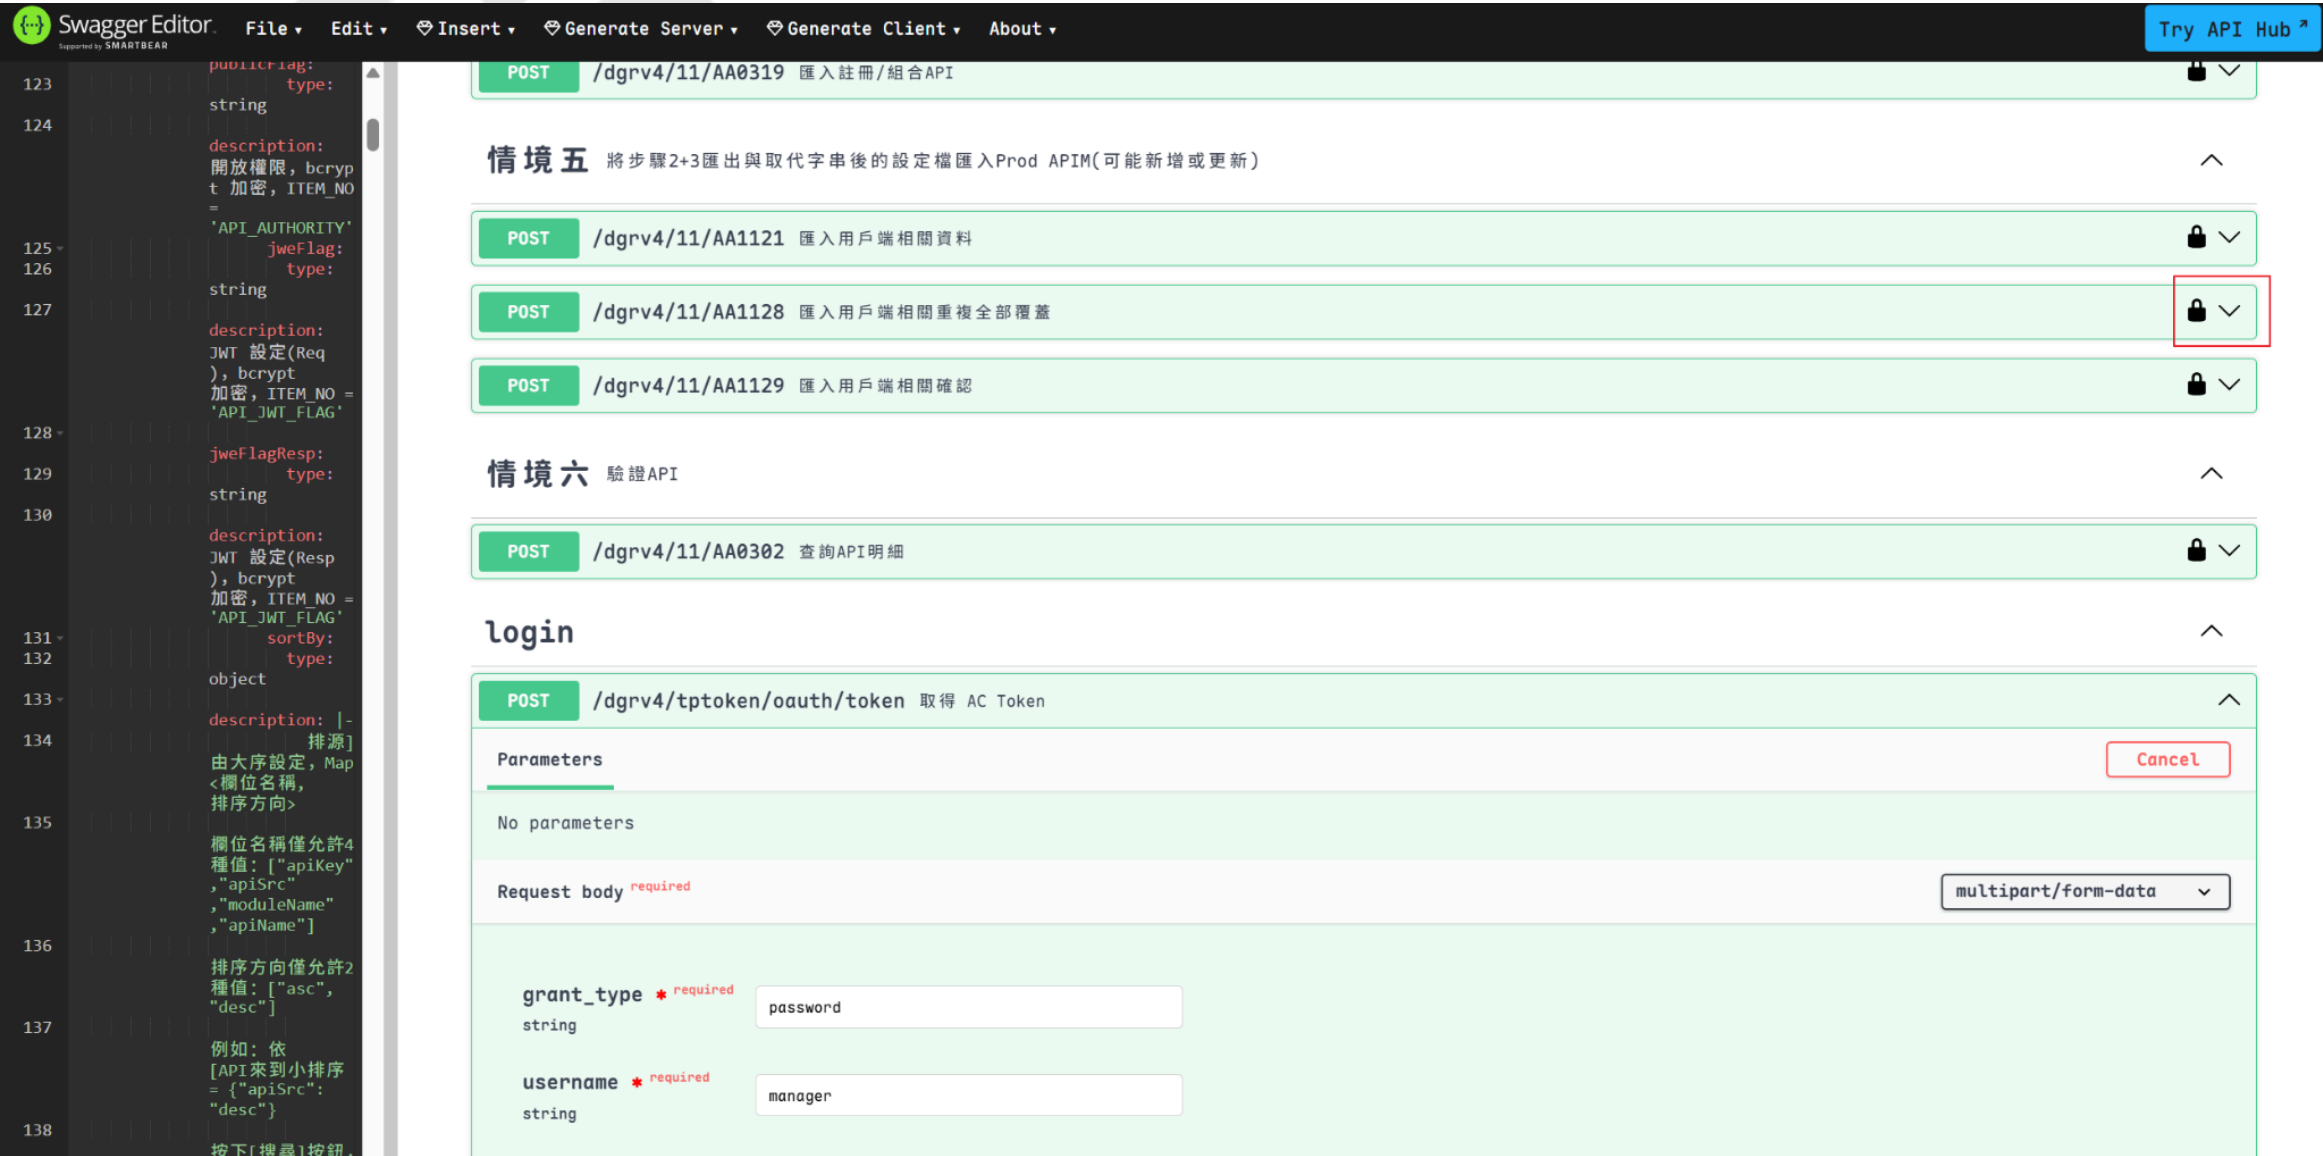 Swagger Editor.
Supported by SMARTBEAR
File
Edit
Insert
Generate Server
Generate Client
About
Try API Hub
publicFlag:
123
type:
string
124
description:
開放權限, bcryp
t 加密, ITEM_NO
=
'API_AUTHORITY'
125
jweFlag:
126
type:
string
127
description:
JWT 設定(Req
), bcrypt
加密, ITEM_NO =
'API_JWT_FLAG'
128
jweFlagResp:
129
type:
string
130
description:
JWT 設定(Resp
), bcrypt
加密, ITEM_NO =
'API_JWT_FLAG'
131
sortBy:
132
type:
object
133
description: |-
134
排源]
由大序設定, Map
<欄位名稱,
排序方向>
135
欄位名稱僅允許4
種值: ["apiKey"
,"apiSrc"
,"moduleName"
,"apiName"]
136
排序方向僅允許2
種值: ["asc",
"desc"]
137
例如: 依
[API來到小排序
= {"apiSrc":
"desc"}
138
按下[搜尋]按鈕,
POST /dgrv4/11/AA0319 匯入註冊/組合API
情境五 將步驟2+3匯出與取代字串後的設定檔匯入Prod APIM(可能新增或更新)
POST /dgrv4/11/AA1121 匯入用戶端相關資料
POST /dgrv4/11/AA1128 匯入用戶端相關重複全部覆蓋
POST /dgrv4/11/AA1129 匯入用戶端相關確認
情境六 驗證API
POST /dgrv4/11/AA0302 查詢API明細
login
POST /dgrv4/tptoken/oauth/token 取得 AC Token
Parameters
Cancel
No parameters
Request body required
multipart/form-data
grant_type * required
string
password
username * required
string
manager